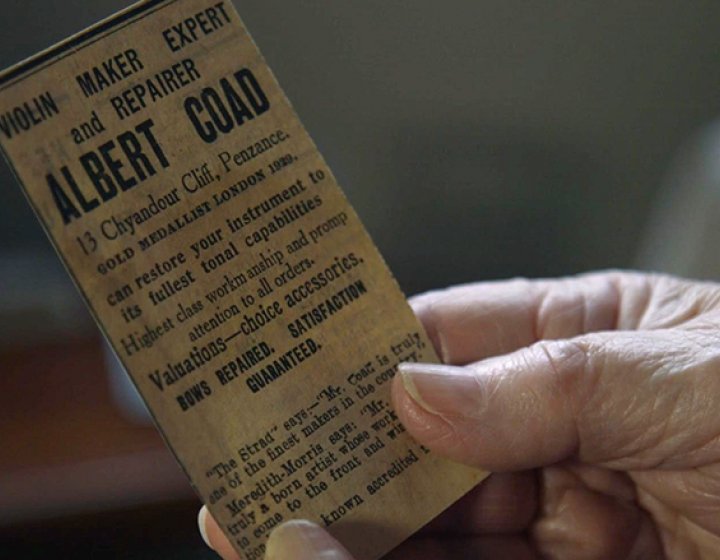 VIOLIN MAKER EXPERT
and REPAIRER
ALBERT COAD
13 Chyandour Cliff, Penzance.
GOLD MEDALLIST LONDON 1929.
can restore your instrument to
its fullest tonal capabilities
Highest class workmanship and promp
attention to all orders.
Valuations—choice accessories.
BOWS REPAIRED. SATISFACTION
GUARANTEED.
"The Strad" says—"Mr. Coad is truly
one of the finest makers in the country."
Meredith-Morris says: "Mr.
truly a born artist whose work
to come to the front and win
known accredited